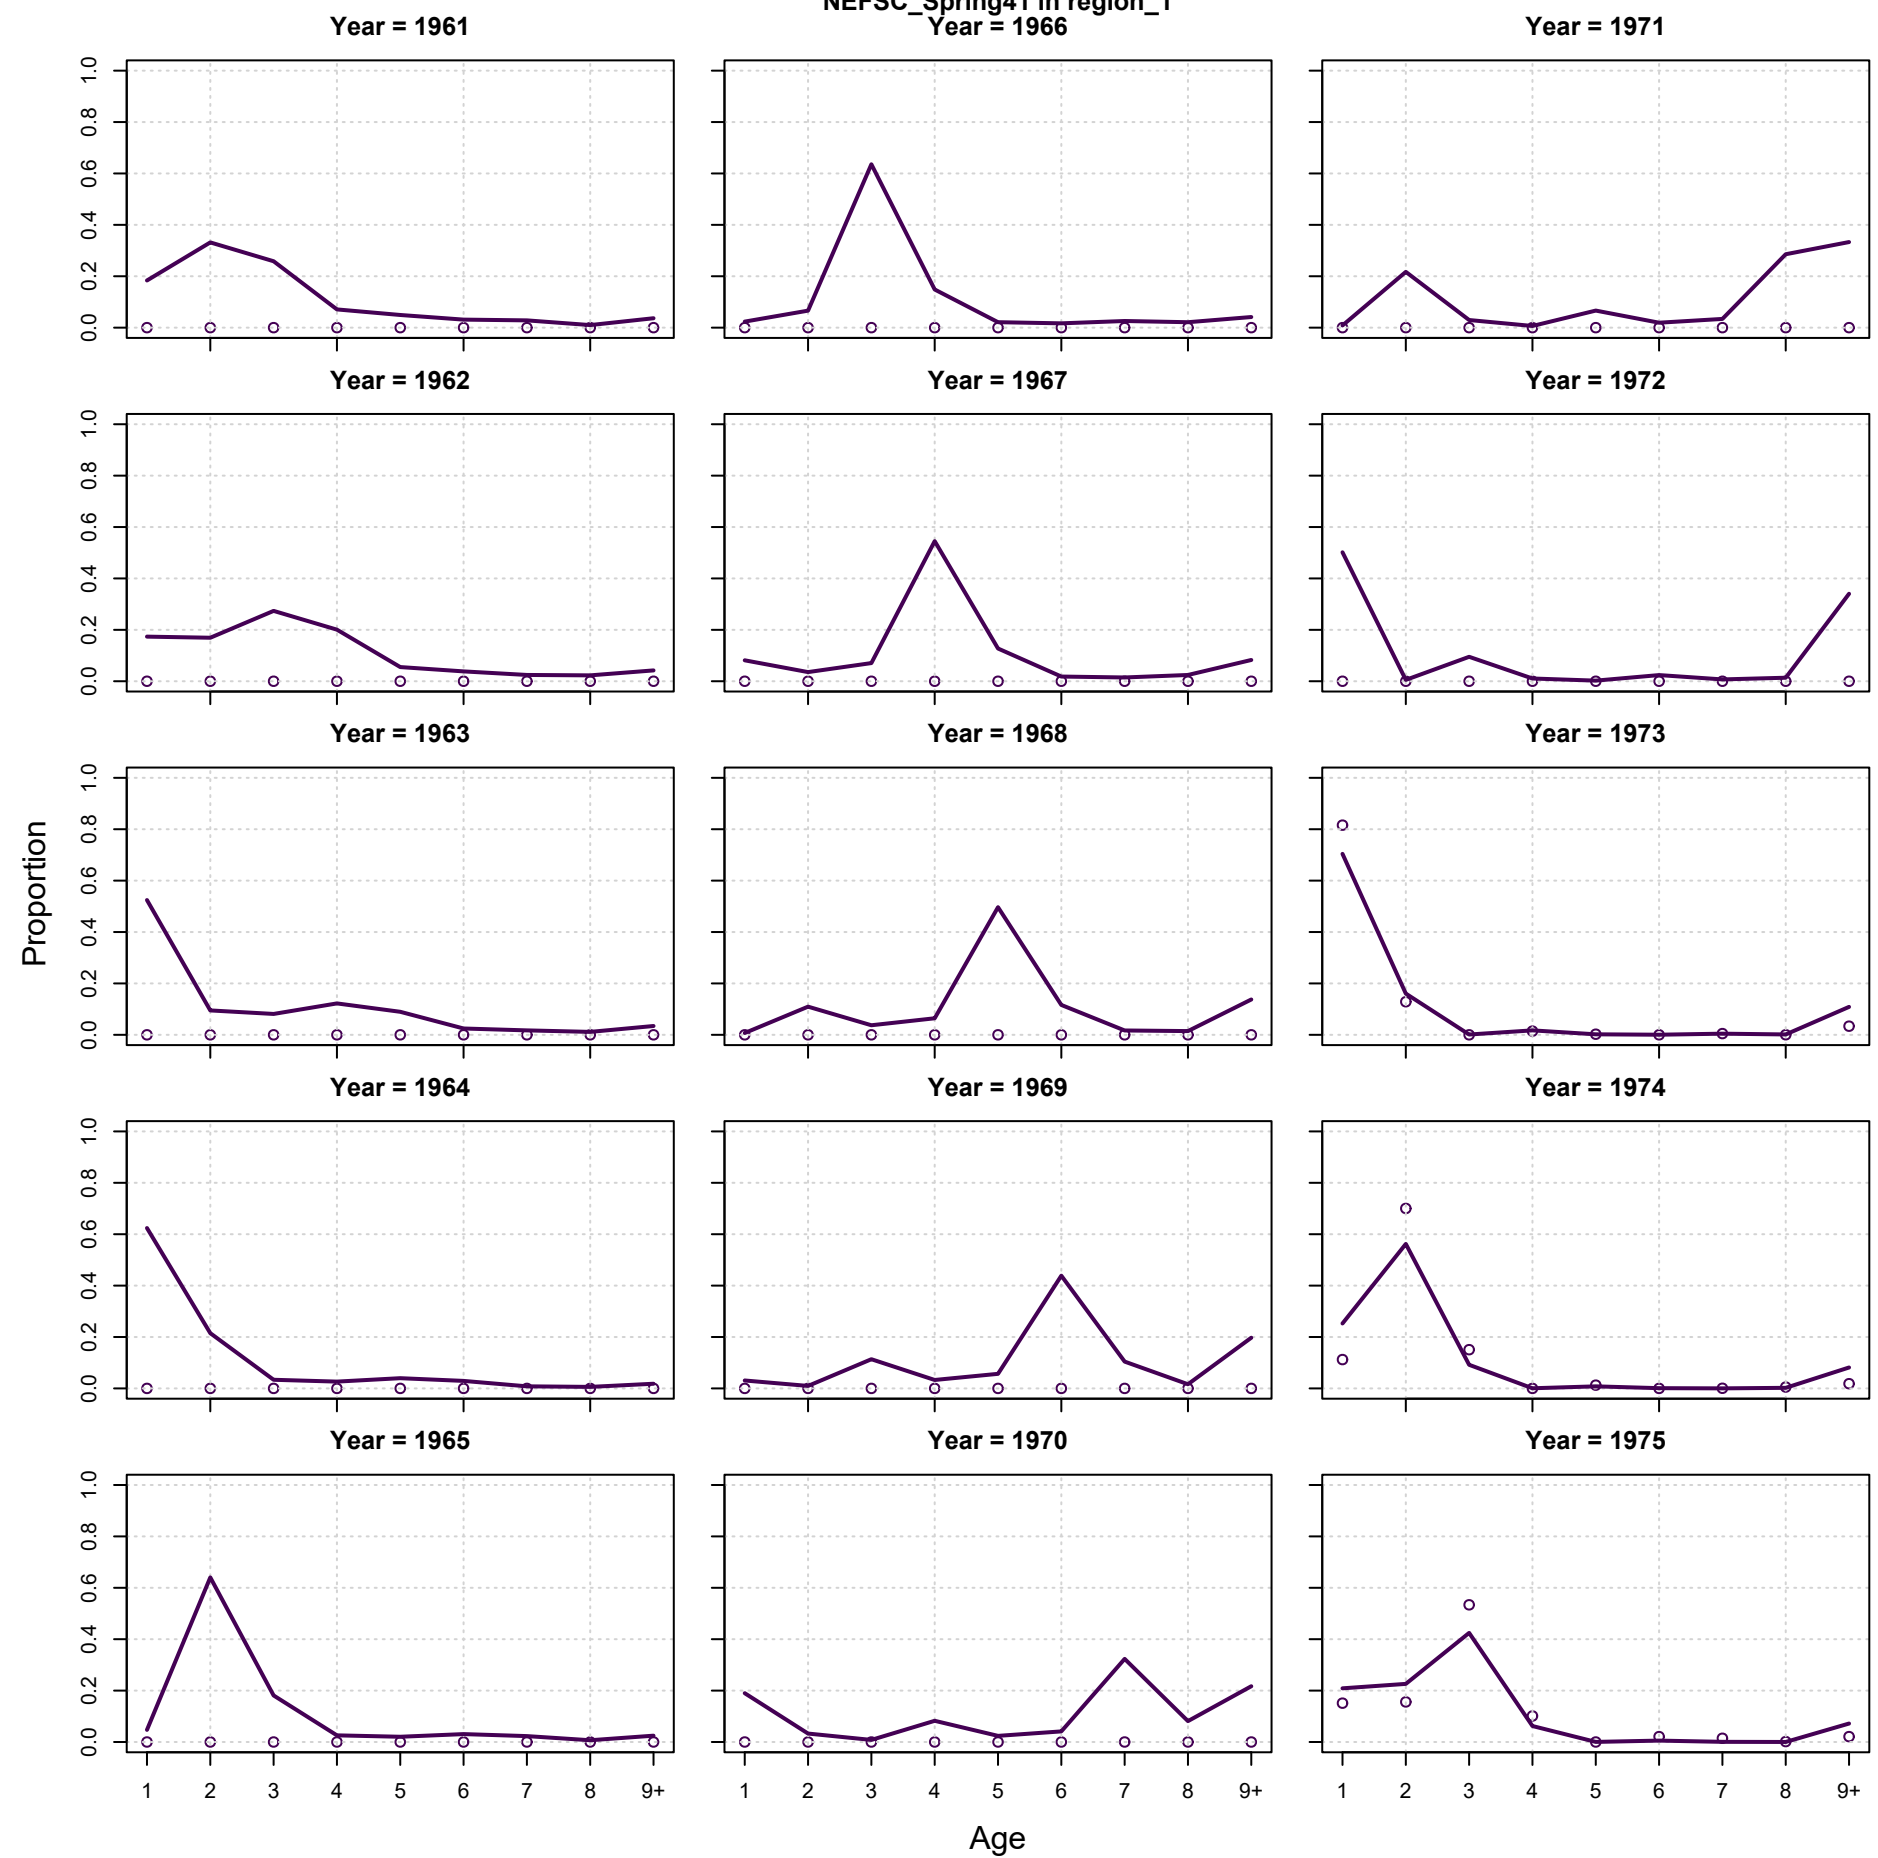 NEFSC_Spring41 in region_1
Year = 1961
Year = 1966
Year = 1971
0.0 0.2 0.4 0.6 0.8 1.0
Year = 1962
Year = 1967
Year = 1972
0.0 0.2 0.4 0.6 0.8 1.0
Year = 1963
Year = 1968
Year = 1973
0.0 0.2 0.4 0.6 0.8 1.0
Proportion
Year = 1964
Year = 1969
Year = 1974
0.0 0.2 0.4 0.6 0.8 1.0
Year = 1965
Year = 1970
Year = 1975
0.0 0.2 0.4 0.6 0.8 1.0
1 2 3 4 5 6 7 8 9+
1 2 3 4 5 6 7 8 9+
1 2 3 4 5 6 7 8 9+
Age